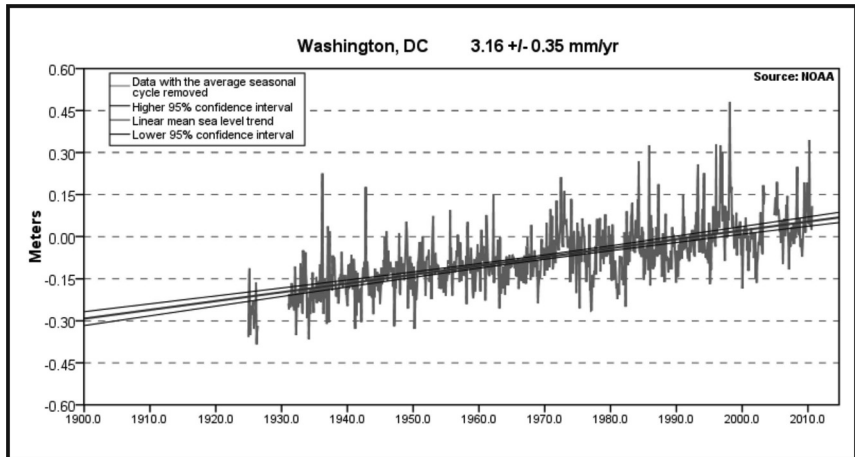 Washington, DC 3.16 +/- 0.35 mm/yr
Source: NOAA
Data with the average seasonal
cycle removed
Higher 95% confidence interval
Linear mean sea level trend
Lower 95% confidence interval
Meters
0.60
0.45
0.30
0.15
0.00
-0.15
-0.30
-0.45
-0.60
1900.0 1910.0 1920.0 1930.0 1940.0 1950.0 1960.0 1970.0 1980.0 1990.0 2000.0 2010.0